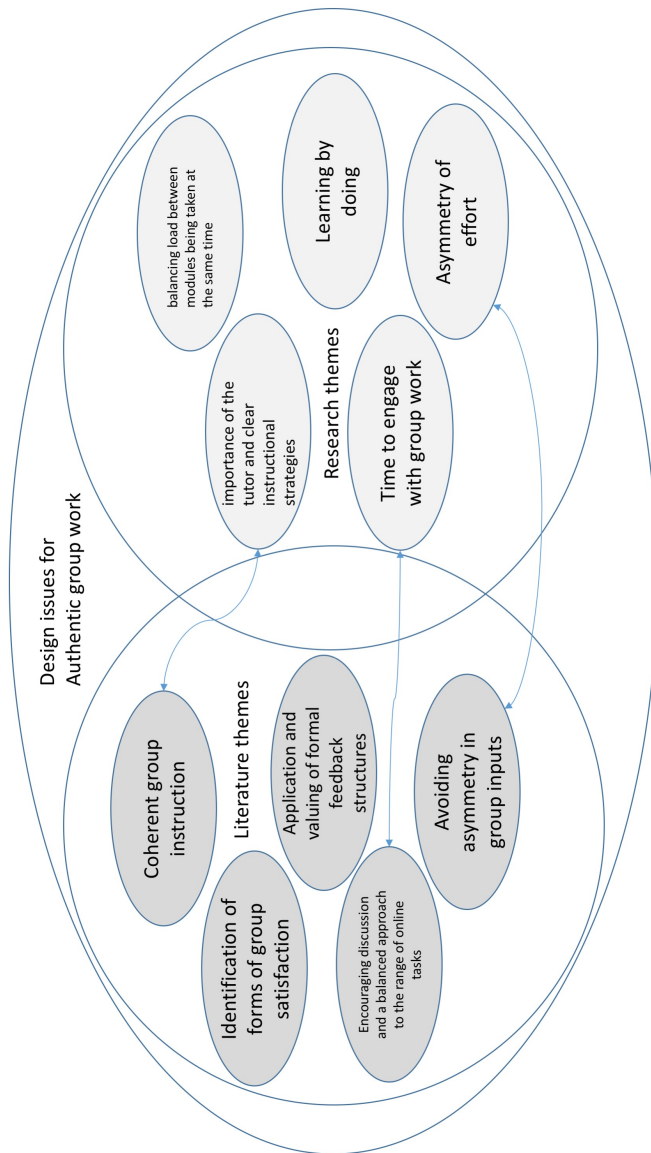 Design issues for
Authentic group work
Literature themes
Coherent group
instruction
Identification of
forms of group
satisfaction
Application and
valuing of formal
feedback
structures
Encouraging discussion
and a balanced approach
to the range of online
tasks
Avoiding
asymmetry in
group inputs
Research themes
importance of the
tutor and clear
instructional
strategies
balancing load between
modules being taken at
the same time
Learning by
doing
Time to engage
with group work
Asymmetry of
effort